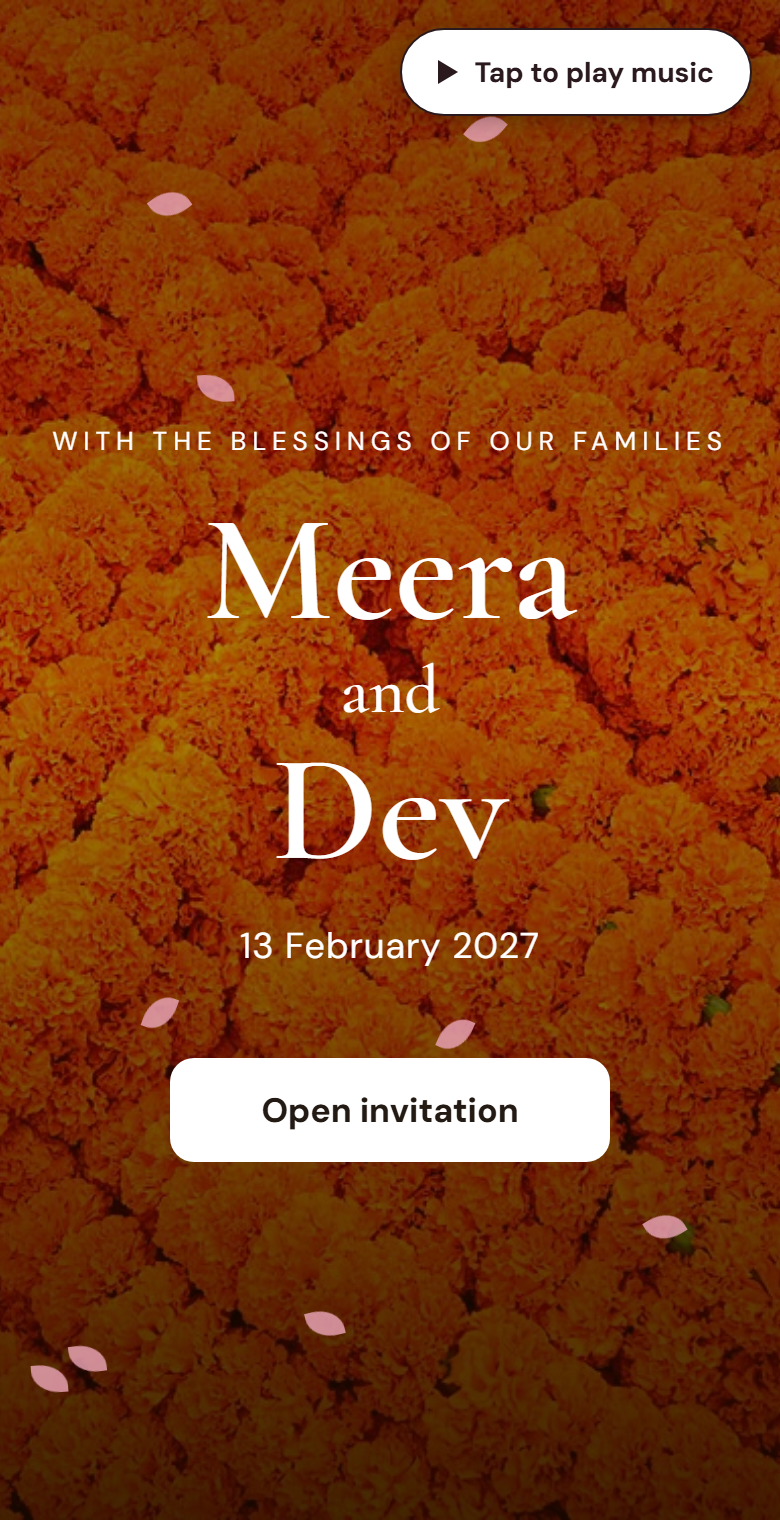 Tap to play music
WITH THE BLESSINGS OF OUR FAMILIES
Meera
and
Dev
13 February 2027
Open invitation